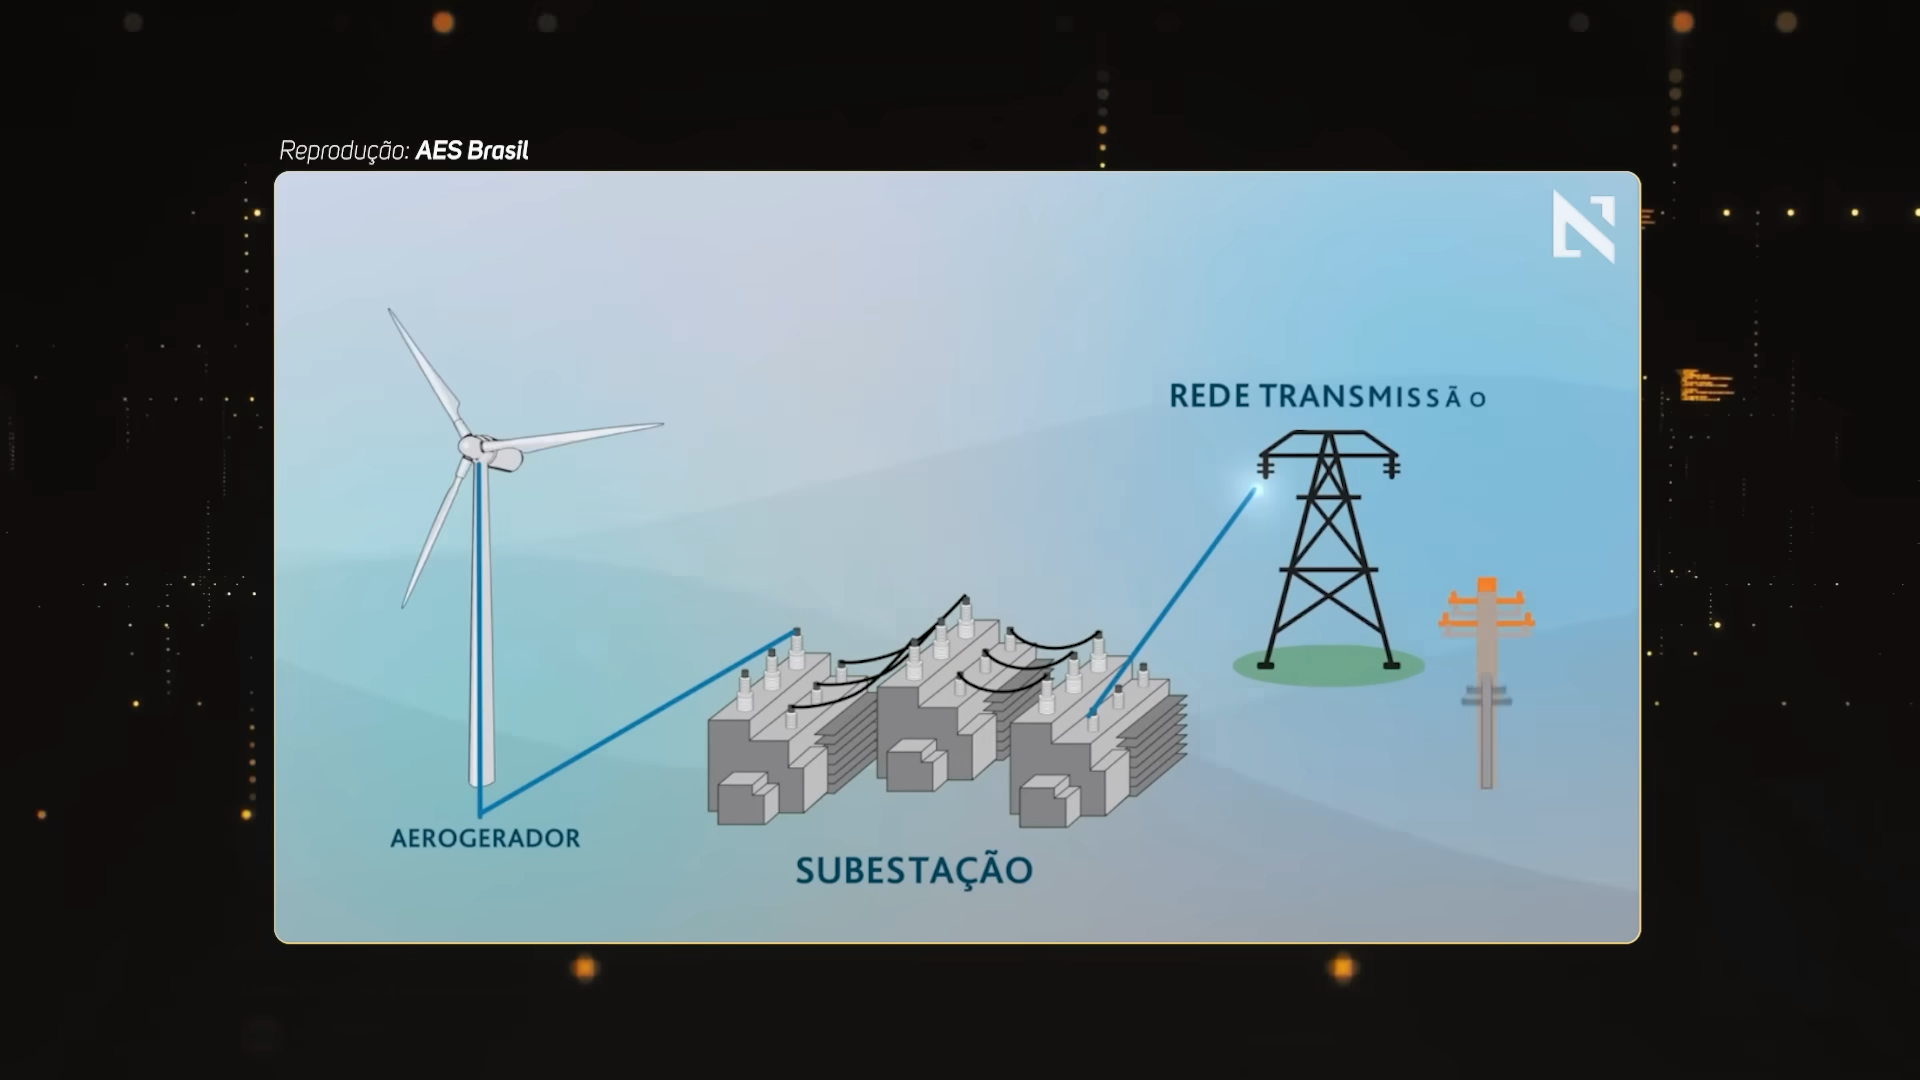 Reprodução: AES Brasil
REDE TRANSMISSÃO
AEROGERADOR
SUBESTAÇÃO